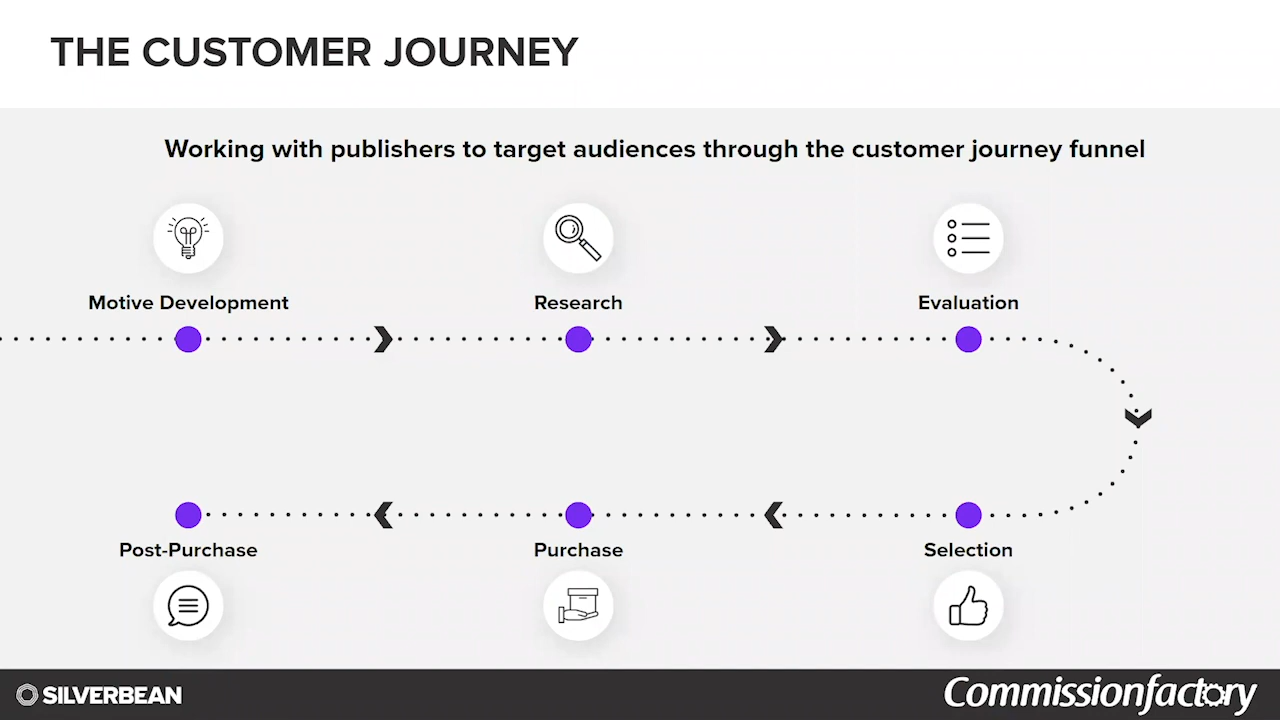 THE CUSTOMER JOURNEY
Working with publishers to target audiences through the customer journey funnel
Motive Development
Research
Evaluation
Post-Purchase
Purchase
Selection
SILVERBEAN
Commissionfactory